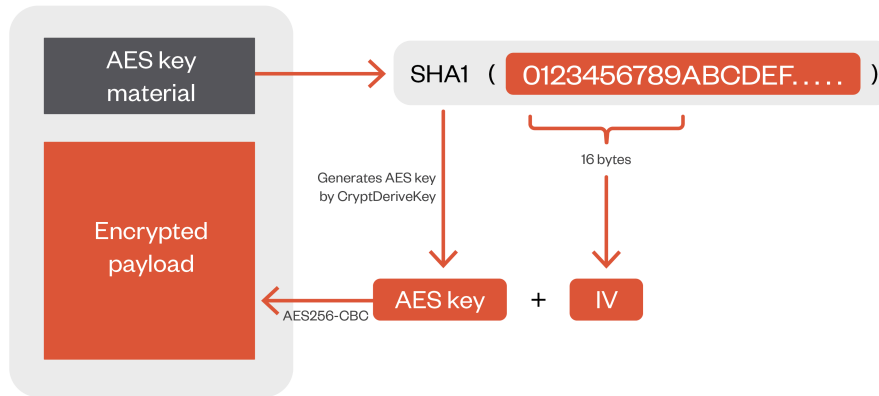 AES key
material
SHA1 ( 0123456789ABCDEF..... )
16 bytes
Generates AES key
by CryptDeriveKey
Encrypted
payload
AES key + IV
AES256-CBC